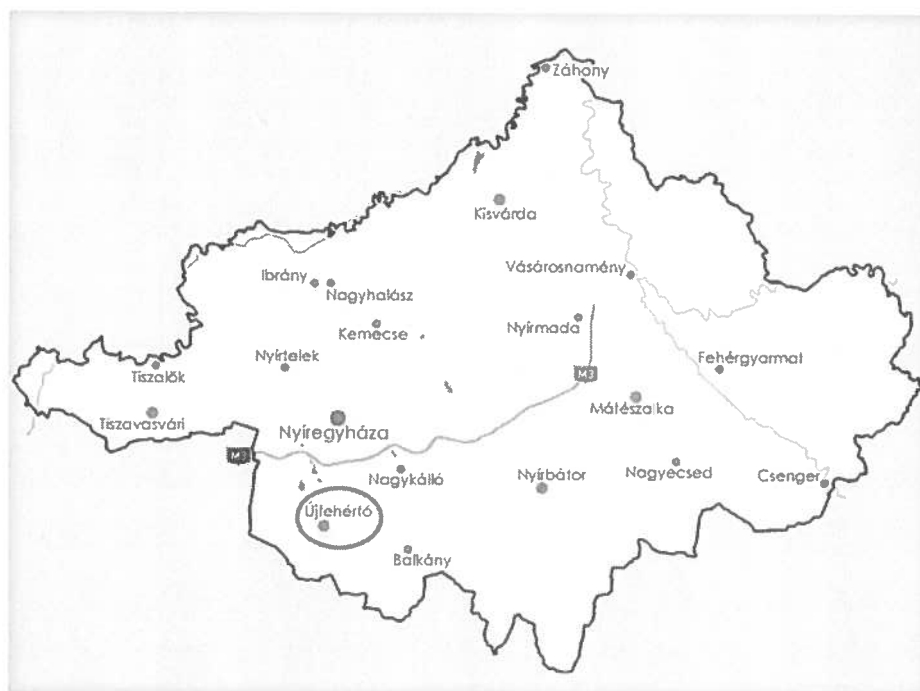 Záhony
Kisvárda
Vásárosnamény
Ibrány
Nagyhalász
Nyírmada
Kemecse
Nyírtelek
Fehérgyarmat
Tiszalök
M3
Mátészalka
Tiszavasvári
Nyíregyháza
M3
Nagykálló
Nyírbátor
Nagyecsed
Csenger
Újfehértó
Balkány